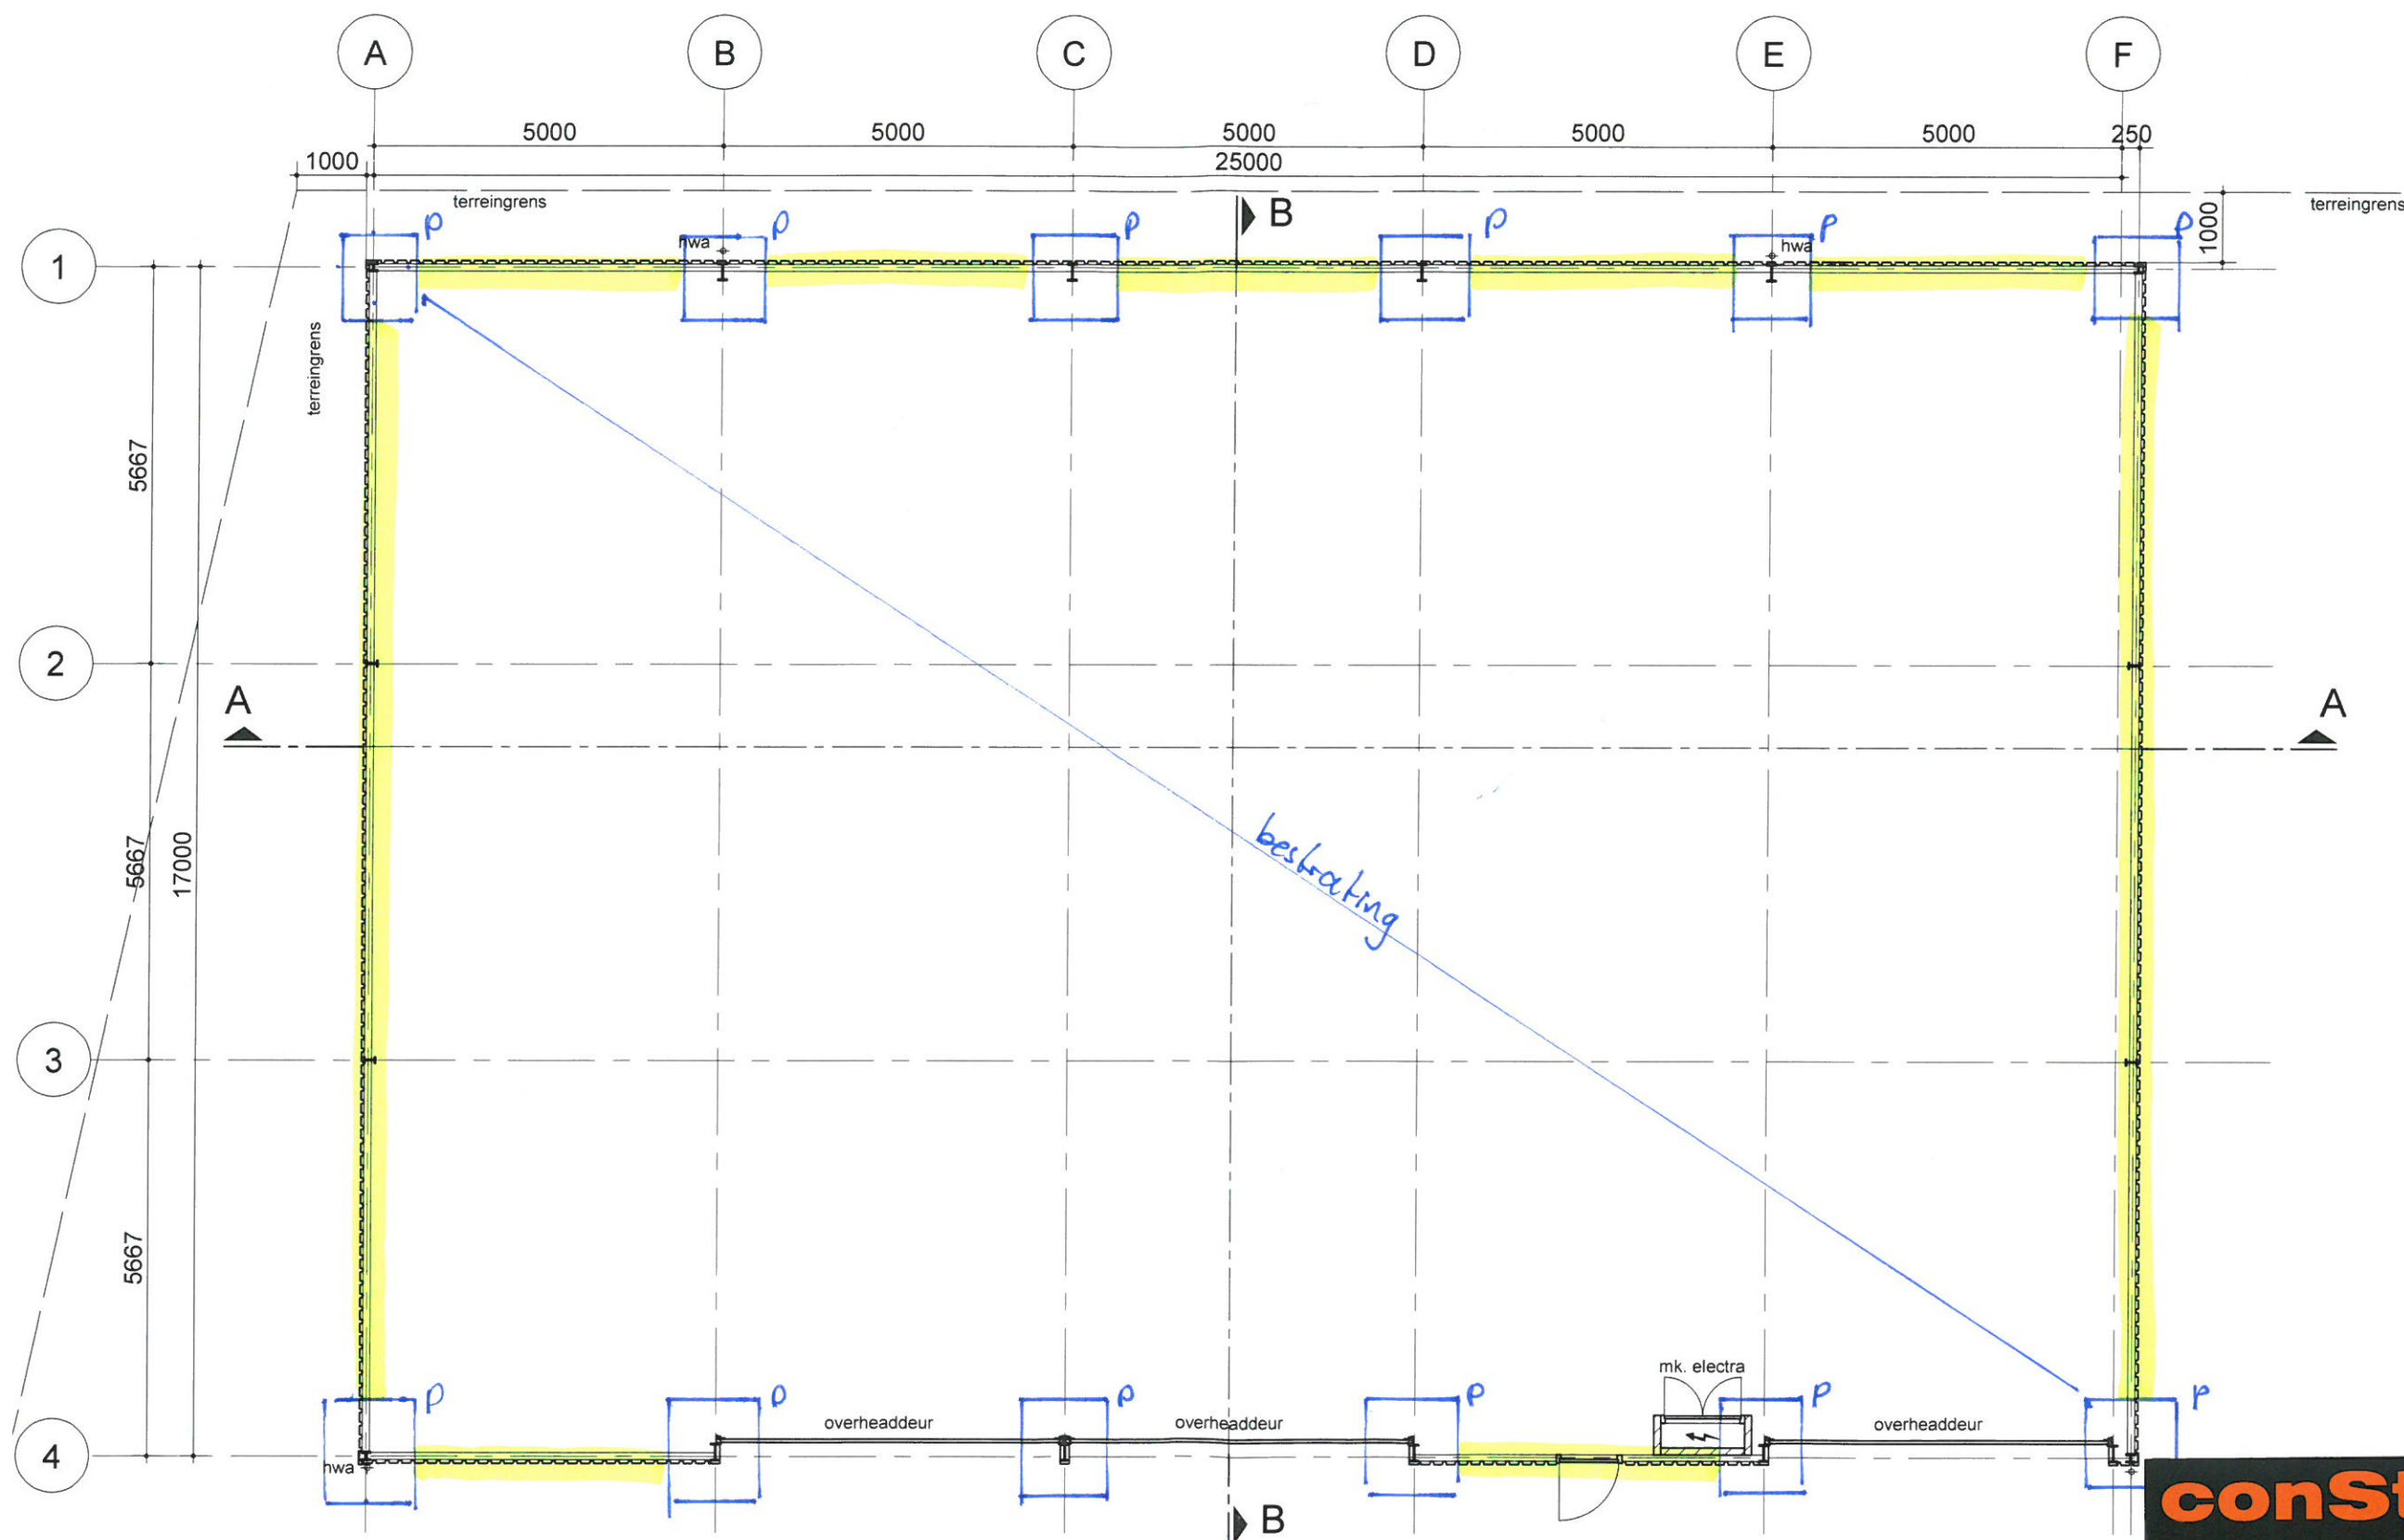 A B C D E F
5000 5000 5000 5000 5000 250
1000 25000
terreingrens B terreingrens
1000
p p p p p p
hwa hwa
1
terreingrens
5667
2
A A
5667
17000
bestrating
3
5667
mk. electra
p p p p p p
overheaddeur overheaddeur overheaddeur
4
hwa
B